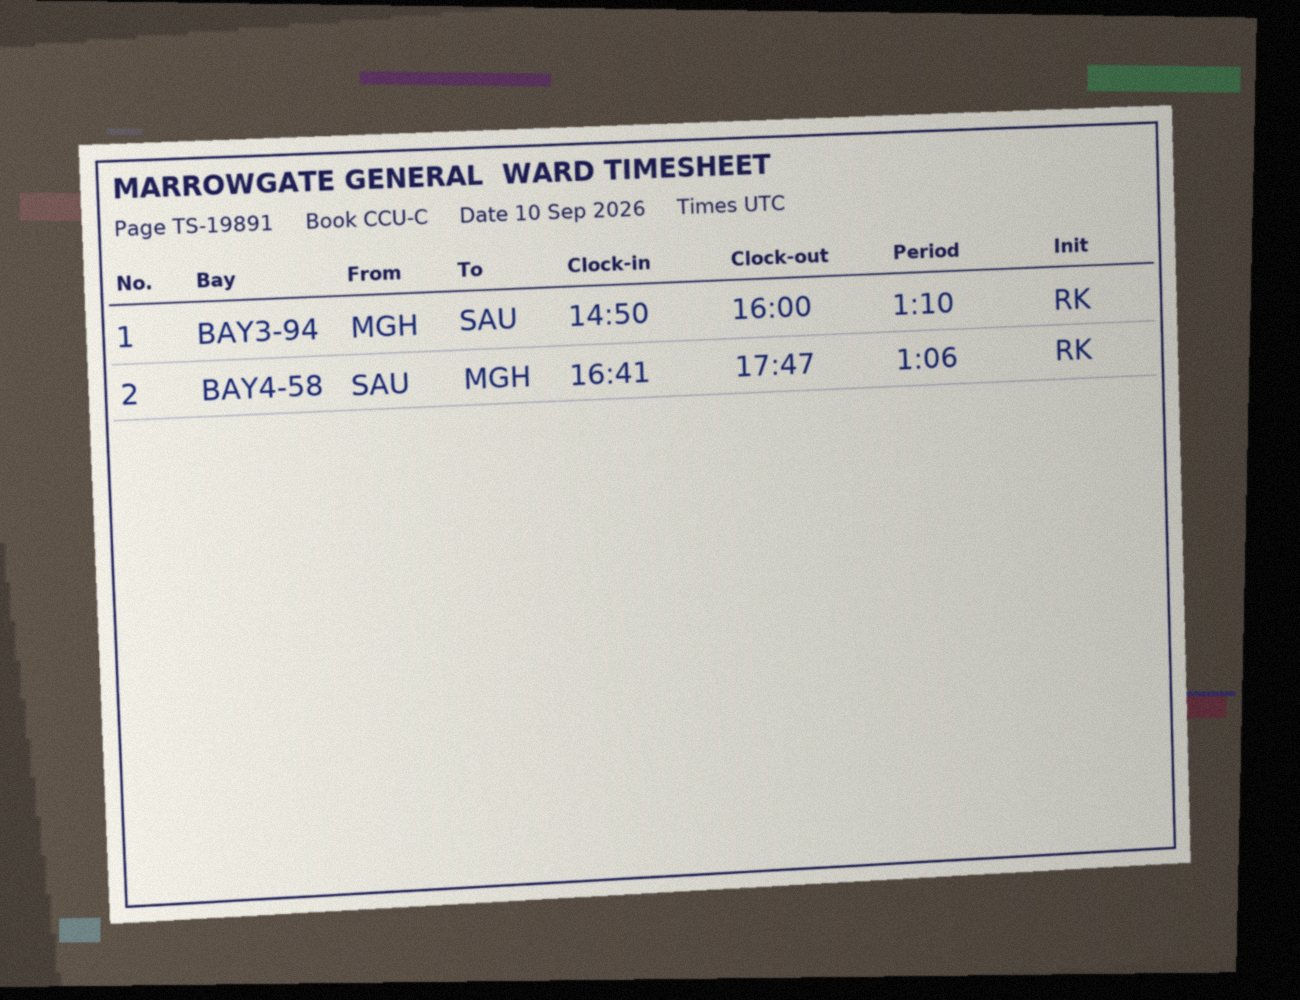 MARROWGATE GENERAL WARD TIMESHEET
Page TS-19891 Book CCU-C Date 10 Sep 2026 Times UTC
No. Bay From To Clock-in Clock-out Period Init
1 BAY3-94 MGH SAU 14:50 16:00 1:10 RK
2 BAY4-58 SAU MGH 16:41 17:47 1:06 RK